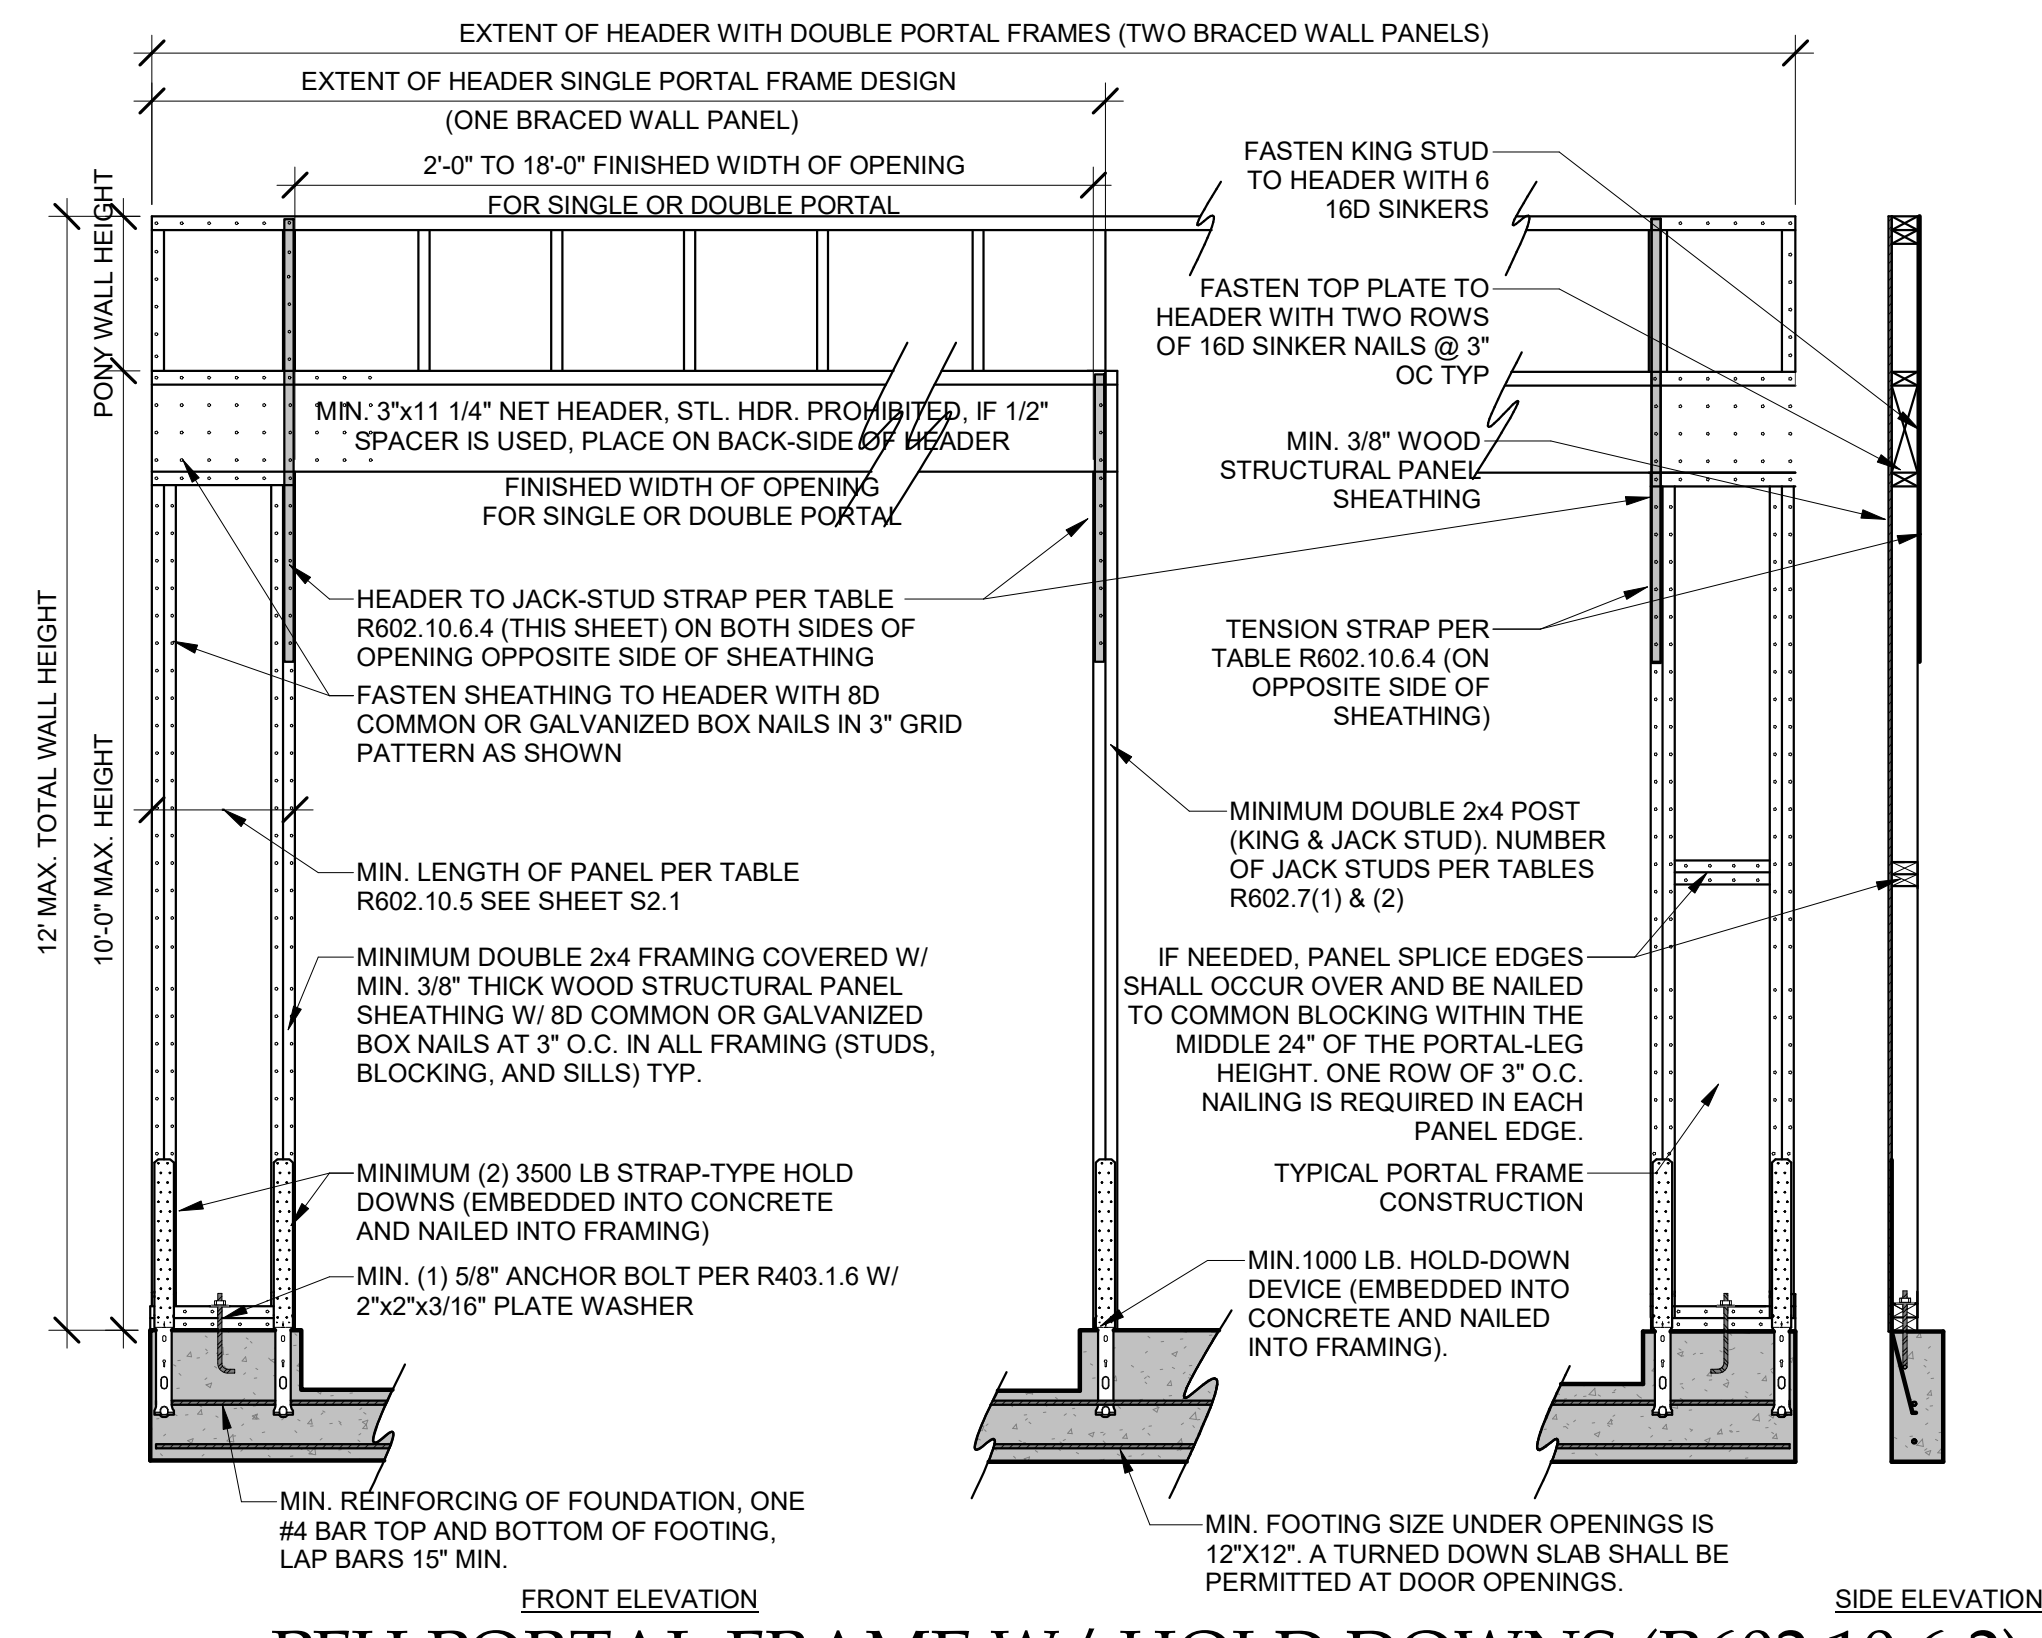 EXTENT OF HEADER WITH DOUBLE PORTAL FRAMES (TWO BRACED WALL PANELS)
EXTENT OF HEADER SINGLE PORTAL FRAME DESIGN
(ONE BRACED WALL PANEL)
2'-0" TO 18'-0" FINISHED WIDTH OF OPENING
FOR SINGLE OR DOUBLE PORTAL
FASTEN KING STUD
TO HEADER WITH 6
16D SINKERS
PONY WALL HEIGHT
FASTEN TOP PLATE TO
HEADER WITH TWO ROWS
OF 16D SINKER NAILS @ 3"
OC TYP
MIN. 3"x11 1/4" NET HEADER, STL. HDR. PROHIBITED, IF 1/2"
SPACER IS USED, PLACE ON BACK-SIDE OF HEADER
MIN. 3/8" WOOD
STRUCTURAL PANEL
SHEATHING
FINISHED WIDTH OF OPENING
FOR SINGLE OR DOUBLE PORTAL
12' MAX. TOTAL WALL HEIGHT
10'-0" MAX. HEIGHT
HEADER TO JACK-STUD STRAP PER TABLE
R602.10.6.4 (THIS SHEET) ON BOTH SIDES OF
OPENING OPPOSITE SIDE OF SHEATHING
FASTEN SHEATHING TO HEADER WITH 8D
COMMON OR GALVANIZED BOX NAILS IN 3" GRID
PATTERN AS SHOWN
TENSION STRAP PER
TABLE R602.10.6.4 (ON
OPPOSITE SIDE OF
SHEATHING)
MINIMUM DOUBLE 2x4 POST
(KING & JACK STUD). NUMBER
OF JACK STUDS PER TABLES
R602.7(1) & (2)
MIN. LENGTH OF PANEL PER TABLE
R602.10.5 SEE SHEET S2.1
MINIMUM DOUBLE 2x4 FRAMING COVERED W/
MIN. 3/8" THICK WOOD STRUCTURAL PANEL
SHEATHING W/ 8D COMMON OR GALVANIZED
BOX NAILS AT 3" O.C. IN ALL FRAMING (STUDS,
BLOCKING, AND SILLS) TYP.
IF NEEDED, PANEL SPLICE EDGES
SHALL OCCUR OVER AND BE NAILED
TO COMMON BLOCKING WITHIN THE
MIDDLE 24" OF THE PORTAL-LEG
HEIGHT. ONE ROW OF 3" O.C.
NAILING IS REQUIRED IN EACH
PANEL EDGE.
MINIMUM (2) 3500 LB STRAP-TYPE HOLD
DOWNS (EMBEDDED INTO CONCRETE
AND NAILED INTO FRAMING)
TYPICAL PORTAL FRAME
CONSTRUCTION
MIN. (1) 5/8" ANCHOR BOLT PER R403.1.6 W/
2"x2"x3/16" PLATE WASHER
MIN.1000 LB. HOLD-DOWN
DEVICE (EMBEDDED INTO
CONCRETE AND NAILED
INTO FRAMING).
MIN. REINFORCING OF FOUNDATION, ONE
#4 BAR TOP AND BOTTOM OF FOOTING,
LAP BARS 15" MIN.
MIN. FOOTING SIZE UNDER OPENINGS IS
12"X12". A TURNED DOWN SLAB SHALL BE
PERMITTED AT DOOR OPENINGS.
FRONT ELEVATION
SIDE ELEVATION
PFH PORTAL FRAME W/ HOLD DOWNS (R602.10.6.2)